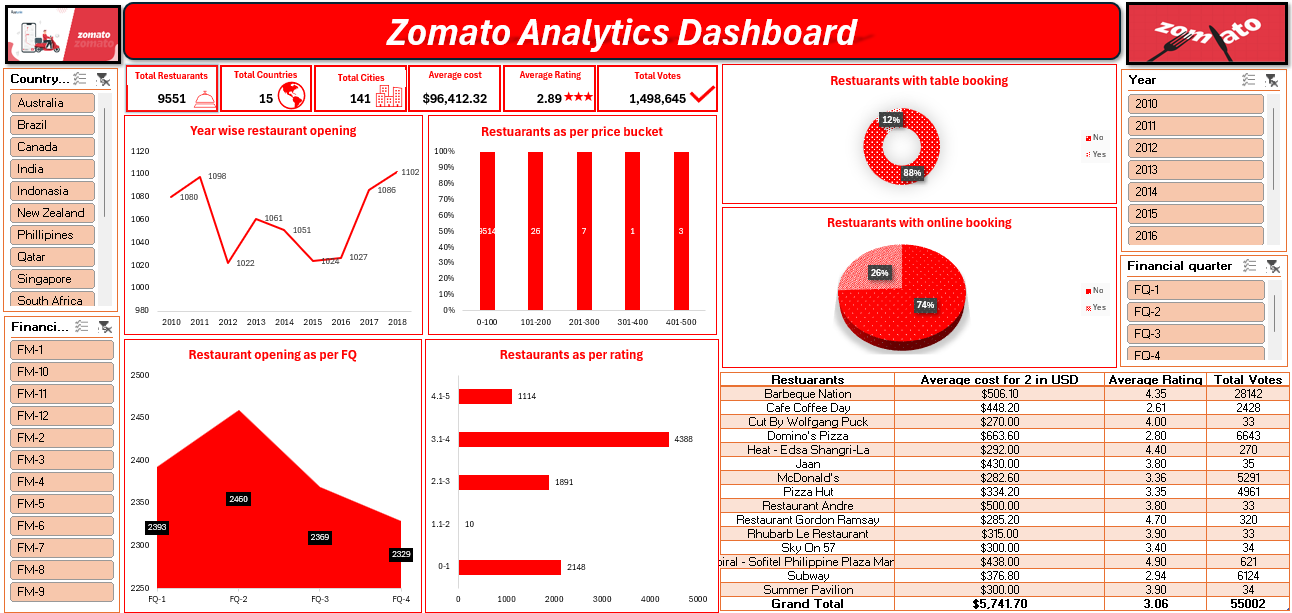 zomato
zomato
Zomato Analytics Dashboard
zomato
Country...
Australia
Brazil
Canada
India
Indonasia
New Zealand
Phillipines
Qatar
Singapore
South Africa
Financi...
FM-1
FM-10
FM-11
FM-12
FM-2
FM-3
FM-4
FM-5
FM-6
FM-7
FM-8
FM-9
Total Restuarants
9551
Total Countries
15
Total Cities
141
Average cost
$96,412.32
Average Rating
2.89
Total Votes
1,498,645
Year wise restaurant opening
1120
1100
1080
1060
1040
1020
1000
980
1080
1098
1022
1061
1051
1024
1027
1086
1102
2010 2011 2012 2013 2014 2015 2016 2017 2018
Restuarants as per price bucket
100%
90%
80%
70%
60%
50%
40%
30%
20%
10%
0%
9514 26 7 1 3
0-100 101-200 201-300 301-400 401-500
Restaurant opening as per FQ
2500
2450
2400
2350
2300
2250
2393
2460
2369
2329
FQ-1 FQ-2 FQ-3 FQ-4
Restaurants as per rating
4.1-5 1114
3.1-4 4388
2.1-3 1891
1.1-2 10
0-1 2148
0 1000 2000 3000 4000 5000
Restuarants with table booking
12%
88%
No
Yes
Restuarants with online booking
26%
74%
No
Yes
Year
2010
2011
2012
2013
2014
2015
2016
Financial quarter
FQ-1
FQ-2
FQ-3
FQ-4
Restuarants Average cost for 2 in USD Average Rating Total Votes
Barbeque Nation $506.10 4.35 28142
Cafe Coffee Day $448.20 2.61 2428
Cut By Wolfgang Puck $270.00 4.00 33
Domino's Pizza $663.60 2.80 6643
Heat - Edsa Shangri-La $292.00 4.40 270
Jaan $430.00 3.80 35
McDonald's $282.60 3.36 5291
Pizza Hut $334.20 3.35 4961
Restaurant Andre $500.00 3.80 33
Restaurant Gordon Ramsay $285.20 4.70 320
Rhubarb Le Restaurant $315.00 3.90 33
Sky On 57 $300.00 3.40 34
piral - Sofitel Philippine Plaza Mar $438.00 4.90 621
Subway $376.80 2.94 6124
Summer Pavilion $300.00 3.90 34
Grand Total $5,741.70 3.06 55002